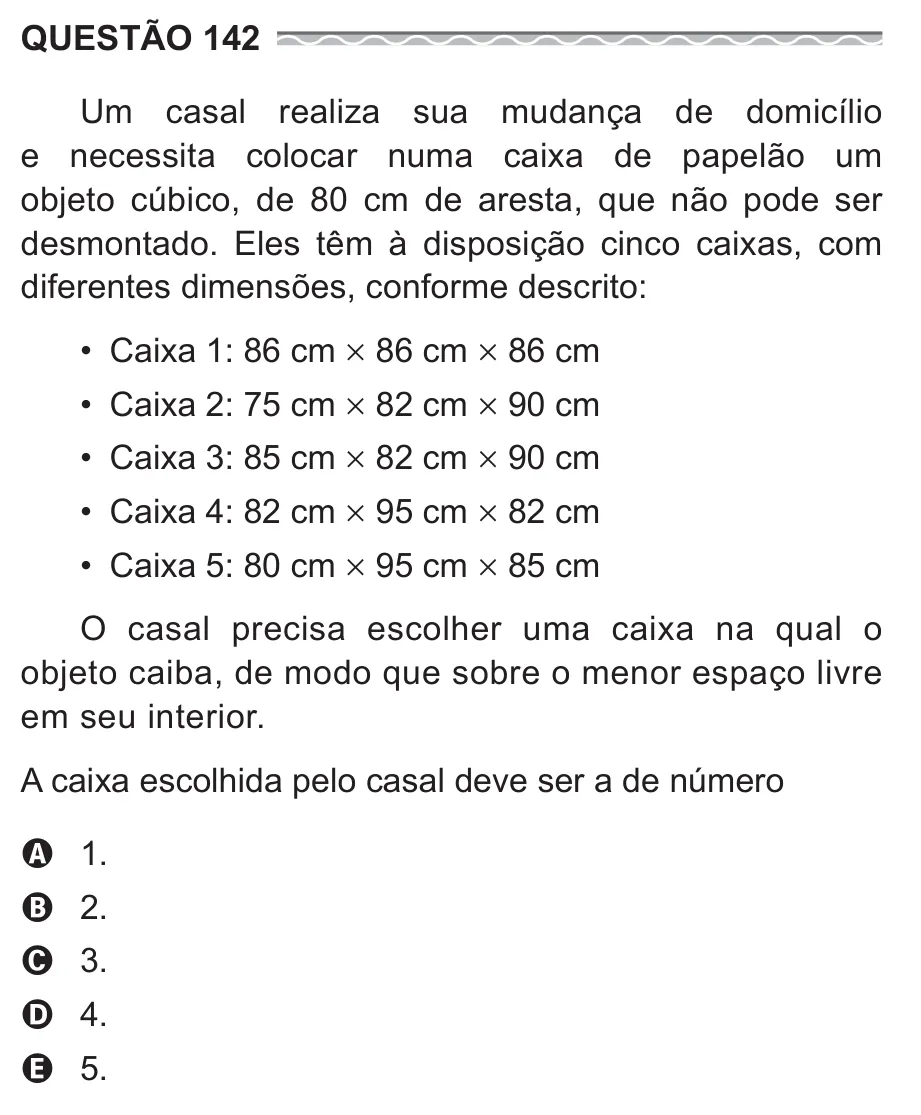 QUESTÃO 142
Um casal realiza sua mudança de domicílio
e necessita colocar numa caixa de papelão um
objeto cúbico, de 80 cm de aresta, que não pode ser
desmontado. Eles têm à disposição cinco caixas, com
diferentes dimensões, conforme descrito:
• Caixa 1: 86 cm × 86 cm × 86 cm
• Caixa 2: 75 cm × 82 cm × 90 cm
• Caixa 3: 85 cm × 82 cm × 90 cm
• Caixa 4: 82 cm × 95 cm × 82 cm
• Caixa 5: 80 cm × 95 cm × 85 cm
O casal precisa escolher uma caixa na qual o
objeto caiba, de modo que sobre o menor espaço livre
em seu interior.
A caixa escolhida pelo casal deve ser a de número
A 1.
B 2.
C 3.
D 4.
E 5.